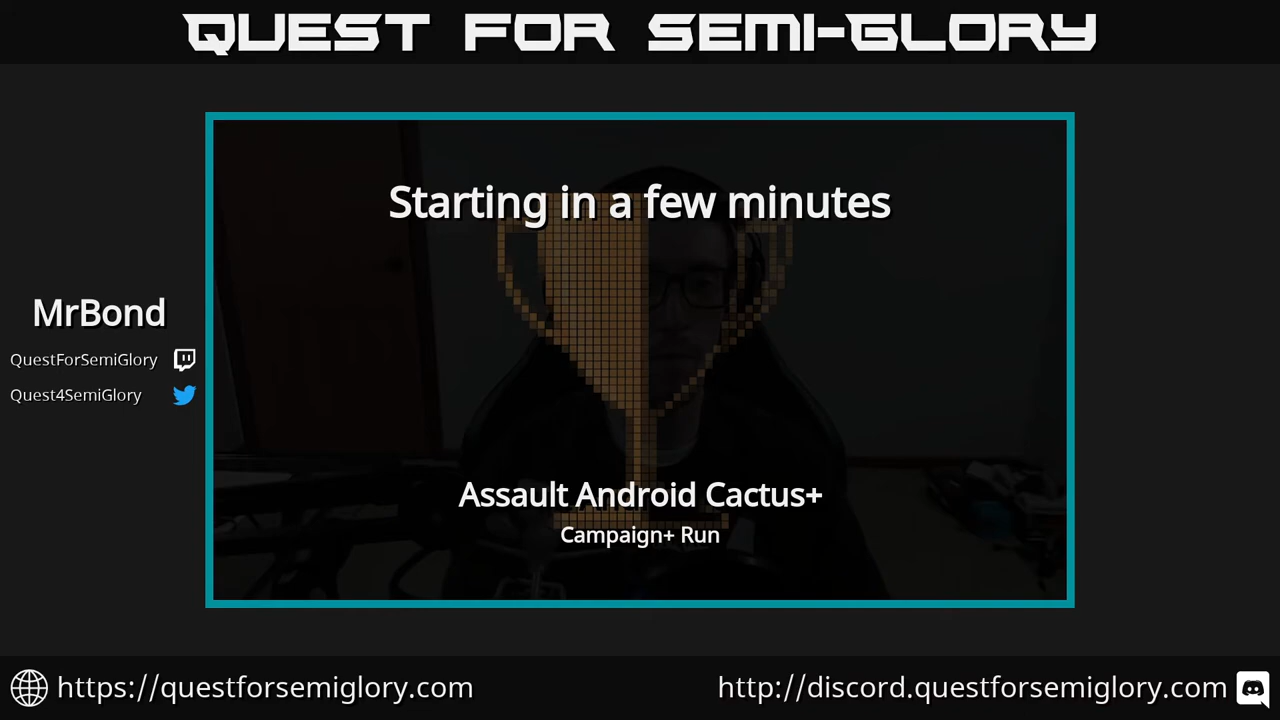 QUEST FOR SEMI-GLORY
Starting in a few minutes
MrBond
QuestForSemiGlory
Quest4SemiGlory
Assault Android Cactus+
Campaign+ Run
https://questforsemiglory.com
http://discord.questforsemiglory.com